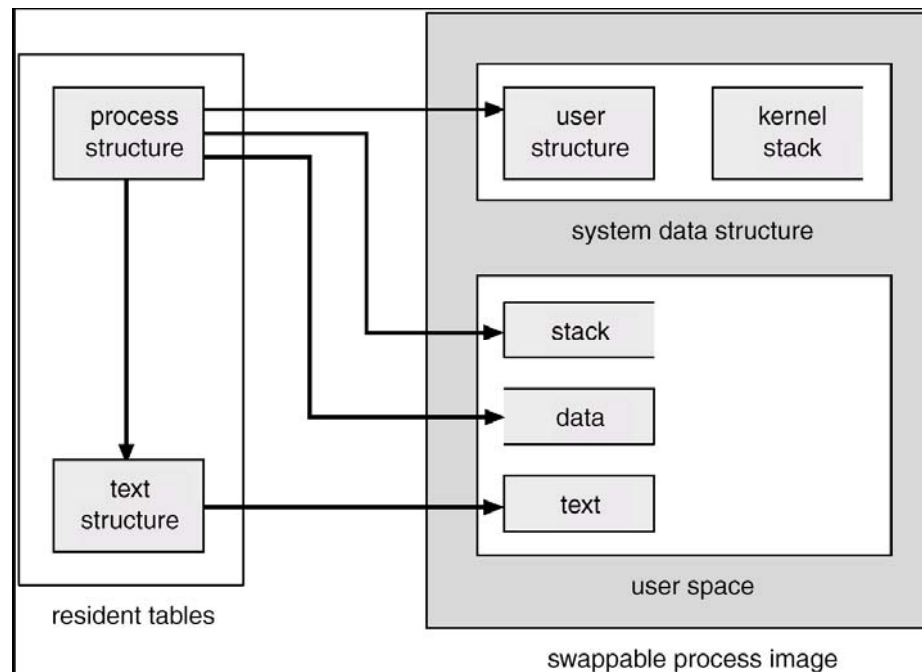 process
structure
user
structure
kernel
stack
system data structure
stack
data
text
structure
text
user space
resident tables
swappable process image